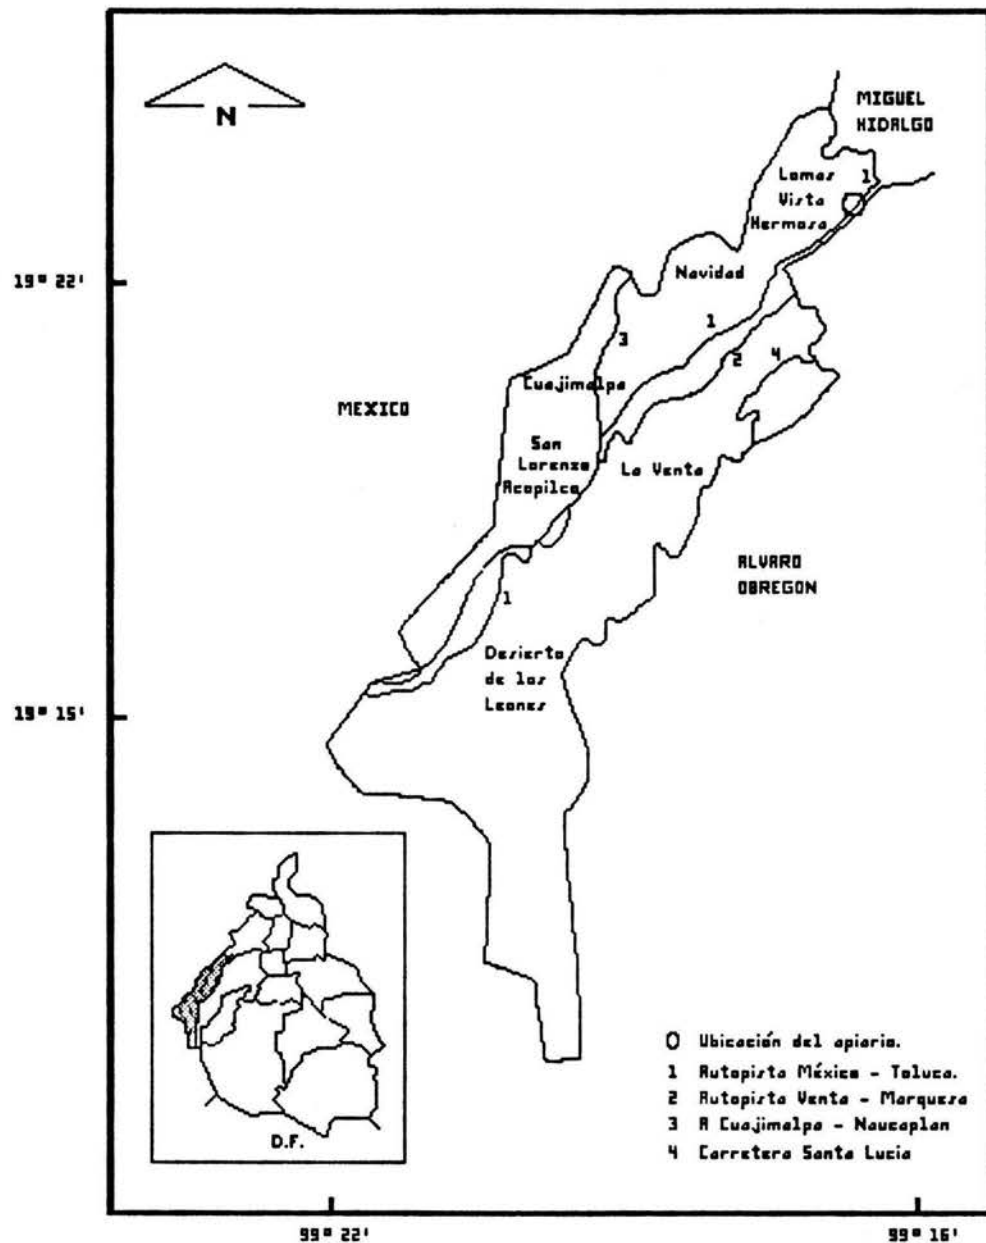 N
MIGUEL
HIDALGO
Lomas
Vista
Hermosa
1
Navidad
19° 22'
3
1
2
4
Cuajimalpa
MEXICO
San
Lorenzo
Acopilco
La Venta
ALVARO
OBREGON
1
Desierto
de los
Leones
19° 15'
D.F.
O Ubicación del apiario.
1 Autopista México - Toluca.
2 Autopista Venta - Marquesa
3 A Cuajimalpa - Naucaplan
4 Carretera Santa Lucia
99° 22'
99° 16'